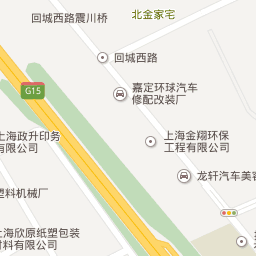 北金家宅
回城西路震川桥
回城西路
嘉定环球汽车
修配改装厂
G15
上海政升印务
有限公司
上海金翔环保
工程有限公司
龙轩汽车美容
塑料机械厂
上海欣原纸塑包装
材料有限公司